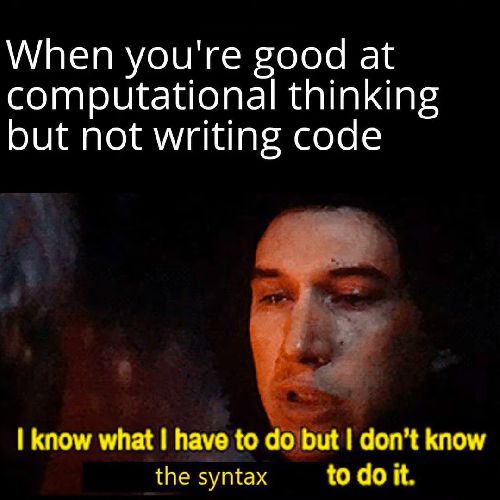 When you're good at
computational thinking
but not writing code
I know what I have to do but I don't know
the syntax to do it.